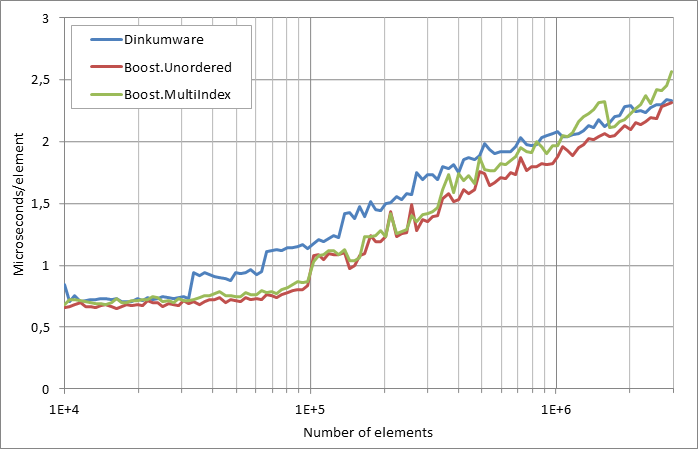 3
2,5
2
1,5
1
0,5
0
Microseconds/element
Dinkumware
Boost.Unordered
Boost.MultiIndex
1E+4
1E+5
1E+6
Number of elements